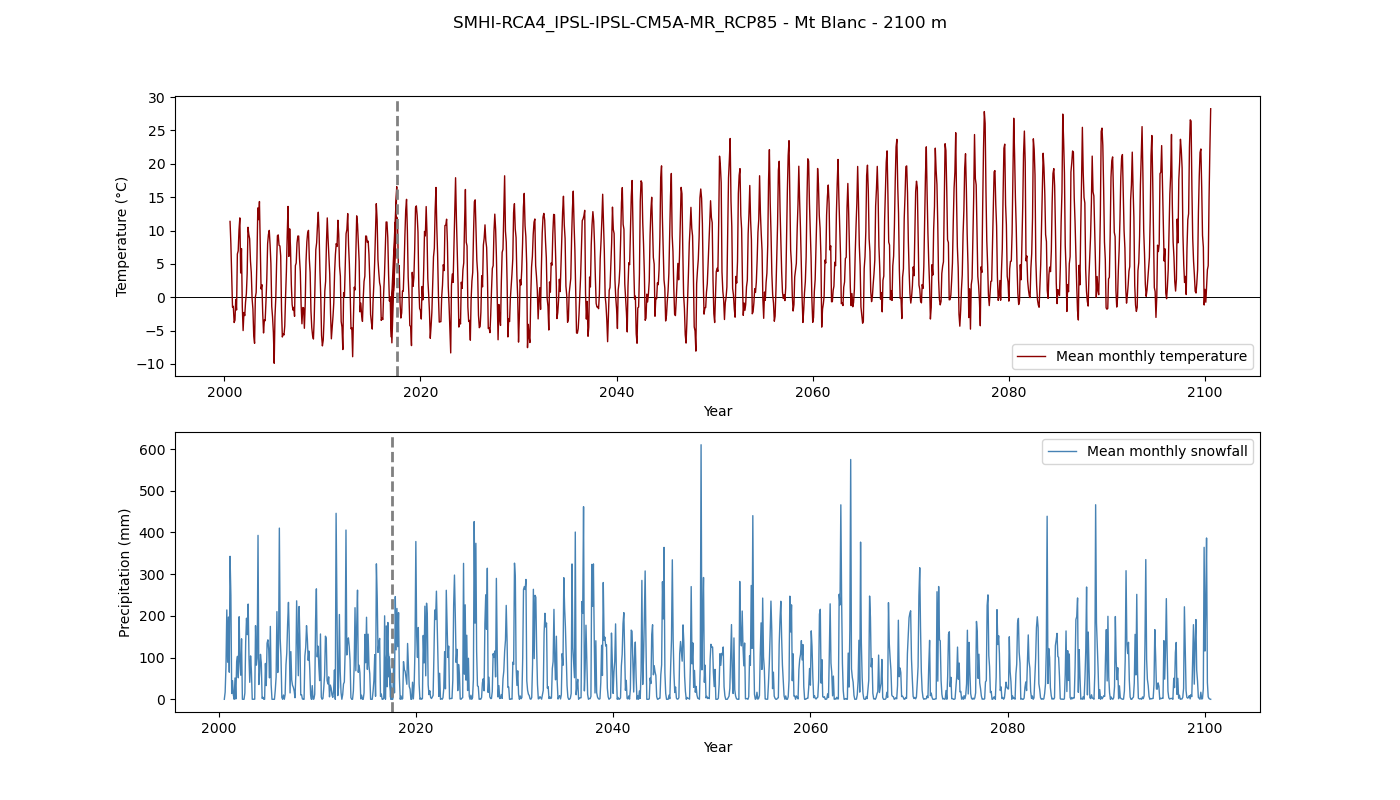 SMHI-RCA4_IPSL-IPSL-CM5A-MR_RCP85 - Mt Blanc - 2100 m
30
25
20
15
10
5
0
−5
−10
Temperature (°C)
Mean monthly temperature
2000 2020 2040 2060 2080 2100
Year
600
500
400
300
200
100
0
Precipitation (mm)
Mean monthly snowfall
2000 2020 2040 2060 2080 2100
Year